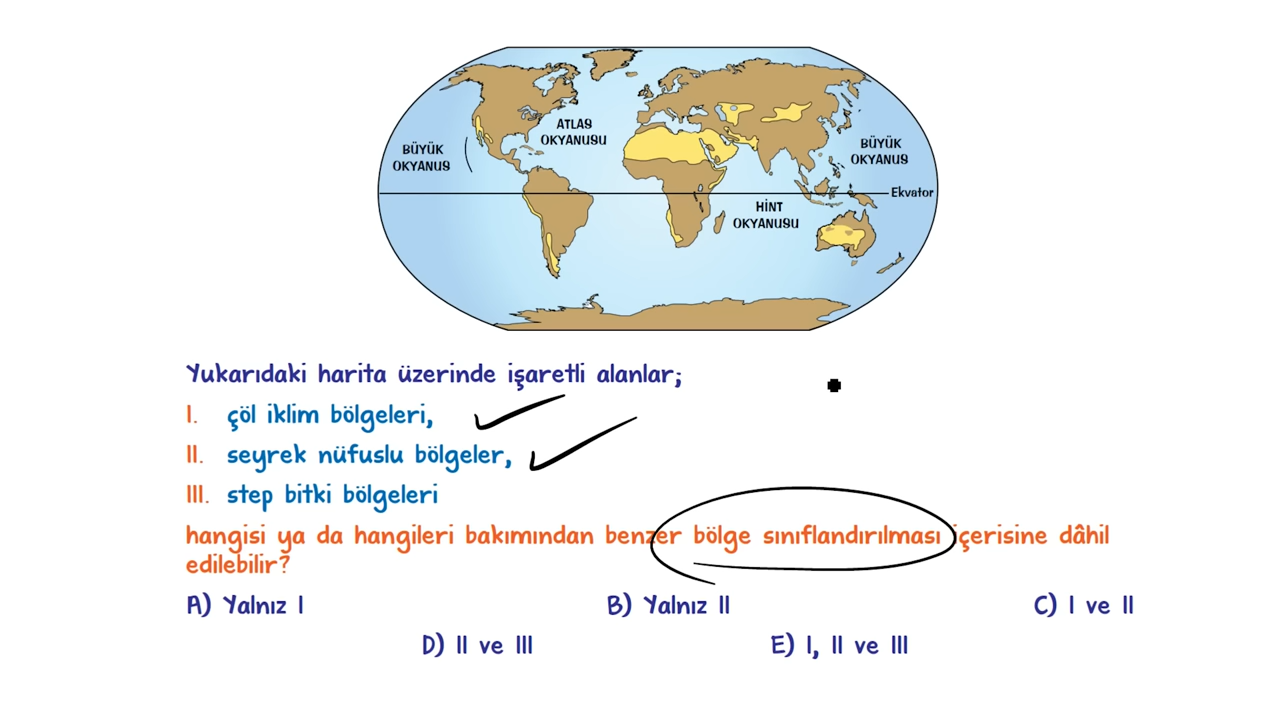 ATLAS
OKYANUSU
BÜYÜK
OKYANUS
BÜYÜK
OKYANUS
Ekvator
HİNT
OKYANUSU
Yukarıdaki harita üzerinde işaretli alanlar;
I. çöl iklim bölgeleri,
II. seyrek nüfuslu bölgeler,
III. step bitki bölgeleri
hangisi ya da hangileri bakımından benzer bölge sınıflandırılması içerisine dâhil
edilebilir?
A) Yalnız I B) Yalnız II C) I ve II
D) II ve III E) I, II ve III